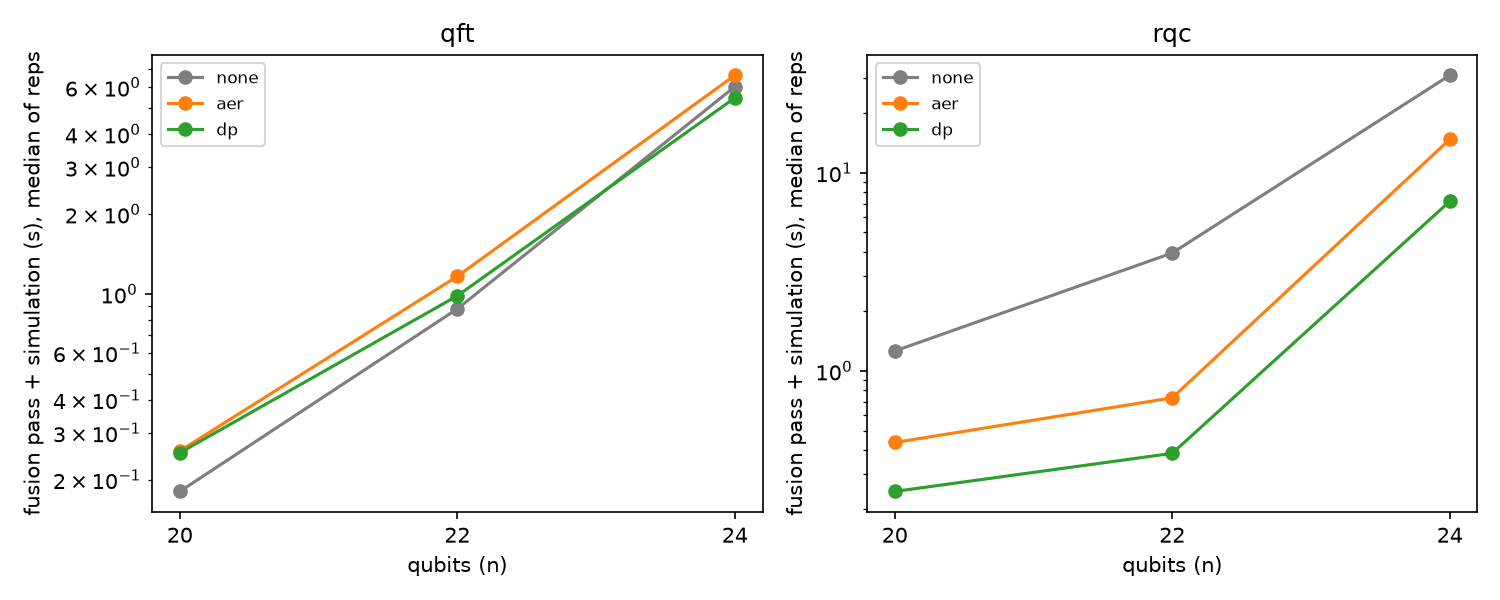 qft
fusion pass + simulation (s), median of reps
6 × 10⁰
4 × 10⁰
3 × 10⁰
2 × 10⁰
10⁰
6 × 10⁻¹
4 × 10⁻¹
3 × 10⁻¹
2 × 10⁻¹
none
aer
dp
20 22 24
qubits (n)
rqc
fusion pass + simulation (s), median of reps
10¹
10⁰
none
aer
dp
20 22 24
qubits (n)